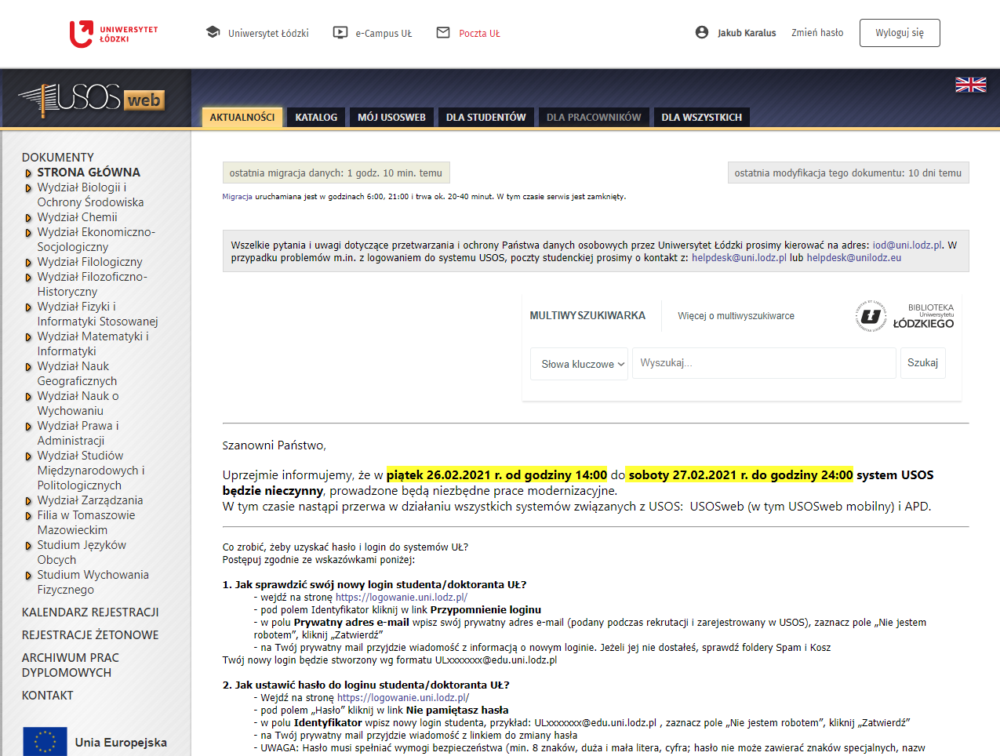 UNIWERSYTET
ŁÓDZKI
Uniwersytet Łódzki
e-Campus UŁ
Poczta UŁ
Jakub Karalus
Zmień hasło
Wyloguj się
USOS web
AKTUALNOŚCI
KATALOG
MÓJ USOSWEB
DLA STUDENTÓW
DLA PRACOWNIKÓW
DLA WSZYSTKICH
DOKUMENTY
STRONA GŁÓWNA
Wydział Biologii i
Ochrony Środowiska
Wydział Chemii
Wydział Ekonomiczno-
Socjologiczny
Wydział Filologiczny
Wydział Filozoficzno-
Historyczny
Wydział Fizyki i
Informatyki Stosowanej
Wydział Matematyki i
Informatyki
Wydział Nauk
Geograficznych
Wydział Nauk o
Wychowaniu
Wydział Prawa i
Administracji
Wydział Studiów
Międzynarodowych i
Politologicznych
Wydział Zarządzania
Filia w Tomaszowie
Mazowieckim
Studium Języków
Obcych
Studium Wychowania
Fizycznego
KALENDARZ REJESTRACJI
REJESTRACJE ŻETONOWE
ARCHIWUM PRAC
DYPLOMOWYCH
KONTAKT
Unia Europejska
ostatnia migracja danych: 1 godz. 10 min. temu
ostatnia modyfikacja tego dokumentu: 10 dni temu
Migracja uruchamiana jest w godzinach 6:00, 21:00 i trwa ok. 20-40 minut. W tym czasie serwis jest zamknięty.
Wszelkie pytania i uwagi dotyczące przetwarzania i ochrony Państwa danych osobowych przez Uniwersytet Łódzki prosimy kierować na adres: iod@uni.lodz.pl. W
przypadku problemów m.in. z logowaniem do systemu USOS, poczty studenckiej prosimy o kontakt z: helpdesk@uni.lodz.pl lub helpdesk@unilodz.eu
MULTIWYSZUKIWARKA
Więcej o multiwyszukiwarce
BIBLIOTEKA
Uniwersytetu
ŁÓDZKIEGO
Słowa kluczowe
Wyszukaj...
Szukaj
Szanowni Państwo,
Uprzejmie informujemy, że w piątek 26.02.2021 r. od godziny 14:00 do soboty 27.02.2021 r. do godziny 24:00 system USOS
będzie nieczynny, prowadzone będą niezbędne prace modernizacyjne.
W tym czasie nastąpi przerwa w działaniu wszystkich systemów związanych z USOS:  USOSweb (w tym USOSweb mobilny) i APD.
Co zrobić, żeby uzyskać hasło i login do systemów UŁ?
Postępuj zgodnie ze wskazówkami poniżej:
1. Jak sprawdzić swój nowy login studenta/doktoranta UŁ?
- wejdź na stronę https://logowanie.uni.lodz.pl/
- pod polem Identyfikator kliknij w link Przypomnienie loginu
- w polu Prywatny adres e-mail wpisz swój prywatny adres e-mail (podany podczas rekrutacji i zarejestrowany w USOS), zaznacz pole „Nie jestem
robotem”, kliknij „Zatwierdź”
- na Twój prywatny mail przyjdzie wiadomość z informacją o nowym loginie. Jeżeli jej nie dostałeś, sprawdź foldery Spam i Kosz
Twój nowy login będzie stworzony wg formatu ULxxxxxxx@edu.uni.lodz.pl
2. Jak ustawić hasło do loginu studenta/doktoranta UŁ?
- Wejdź na stronę https://logowanie.uni.lodz.pl/
- pod polem „Hasło” kliknij w link Nie pamiętasz hasła
- w polu Identyfikator wpisz nowy login studenta, przykład: ULxxxxxxx@edu.uni.lodz.pl , zaznacz pole „Nie jestem robotem”, kliknij „Zatwierdź”
- na Twój prywatny mail przyjdzie wiadomość z linkiem do zmiany hasła
- UWAGA: Hasło musi spełniać wymogi bezpieczeństwa (min. 8 znaków, duża i mała litera, cyfra; hasło nie może zawierać znaków specjalnych, nazw